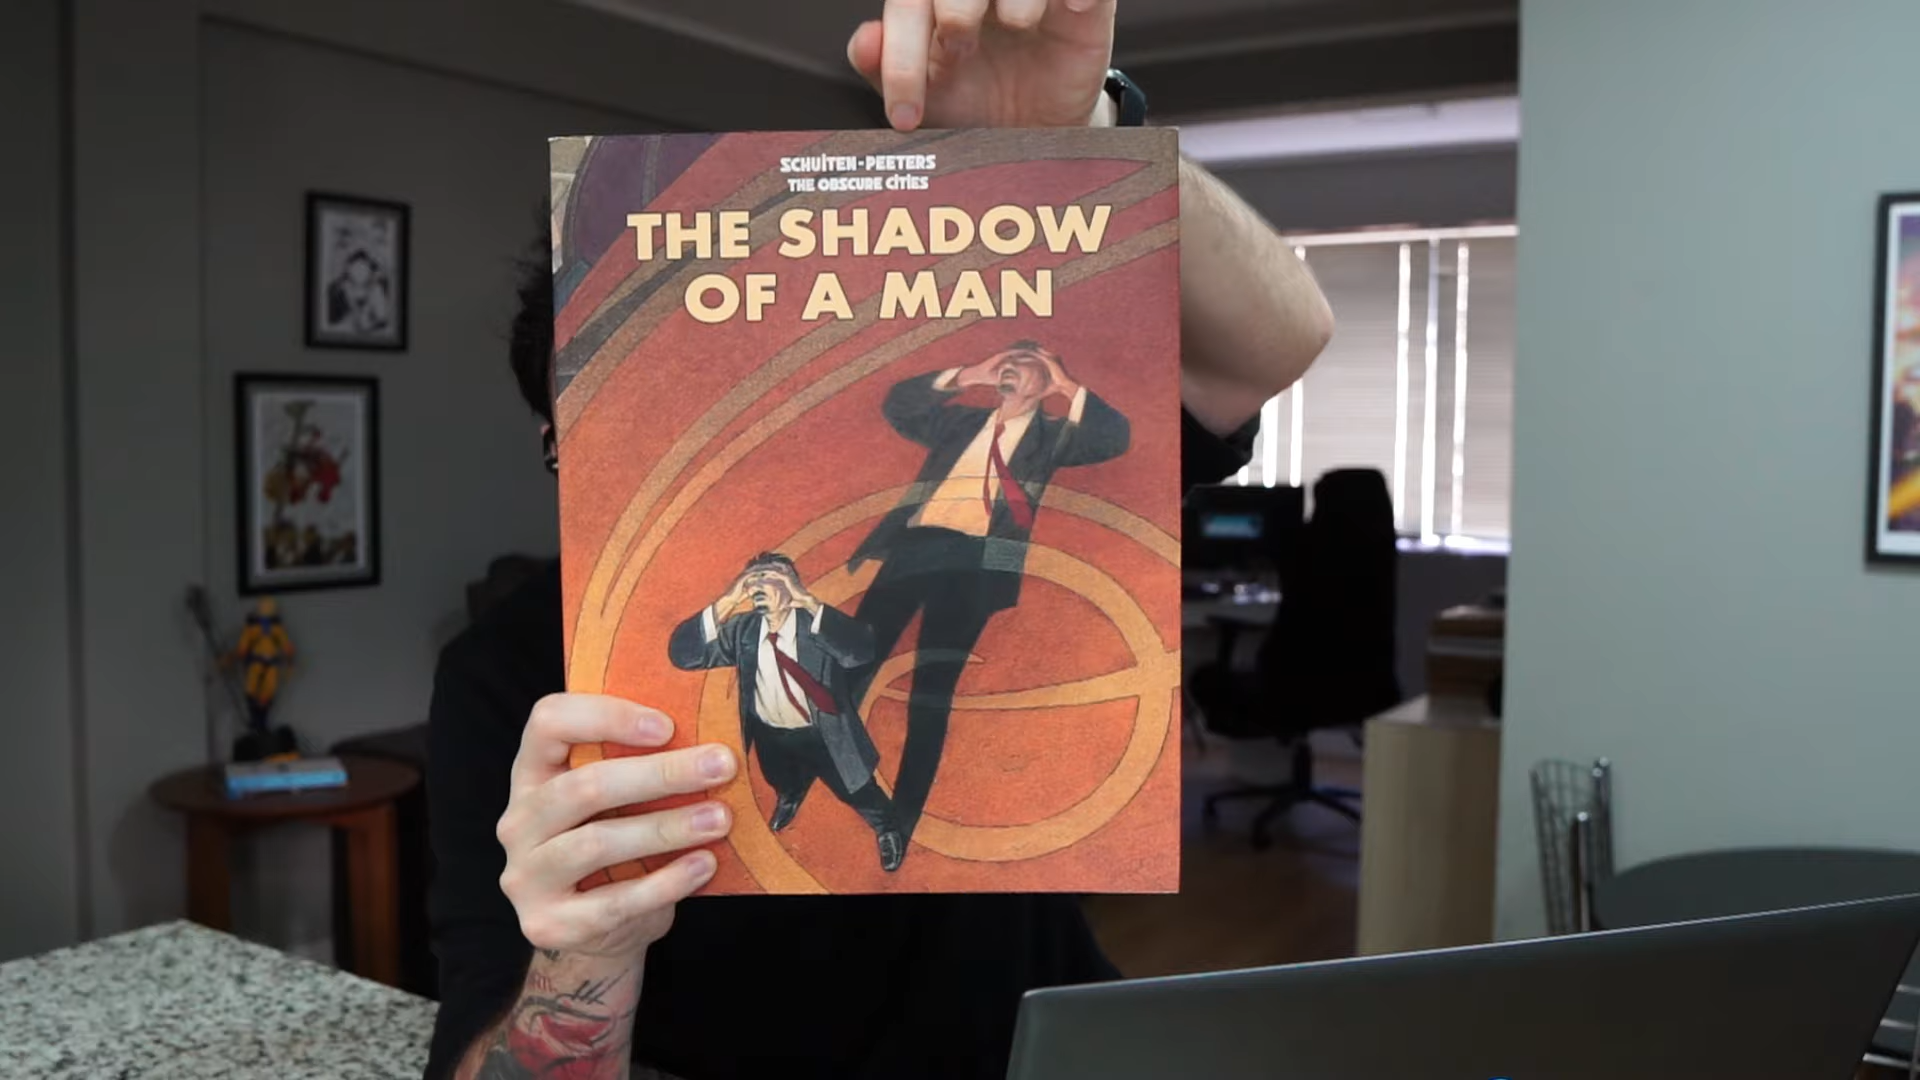 SCHUITEN-PEETERS
THE OBSCURE CITIES
THE SHADOW
OF A MAN